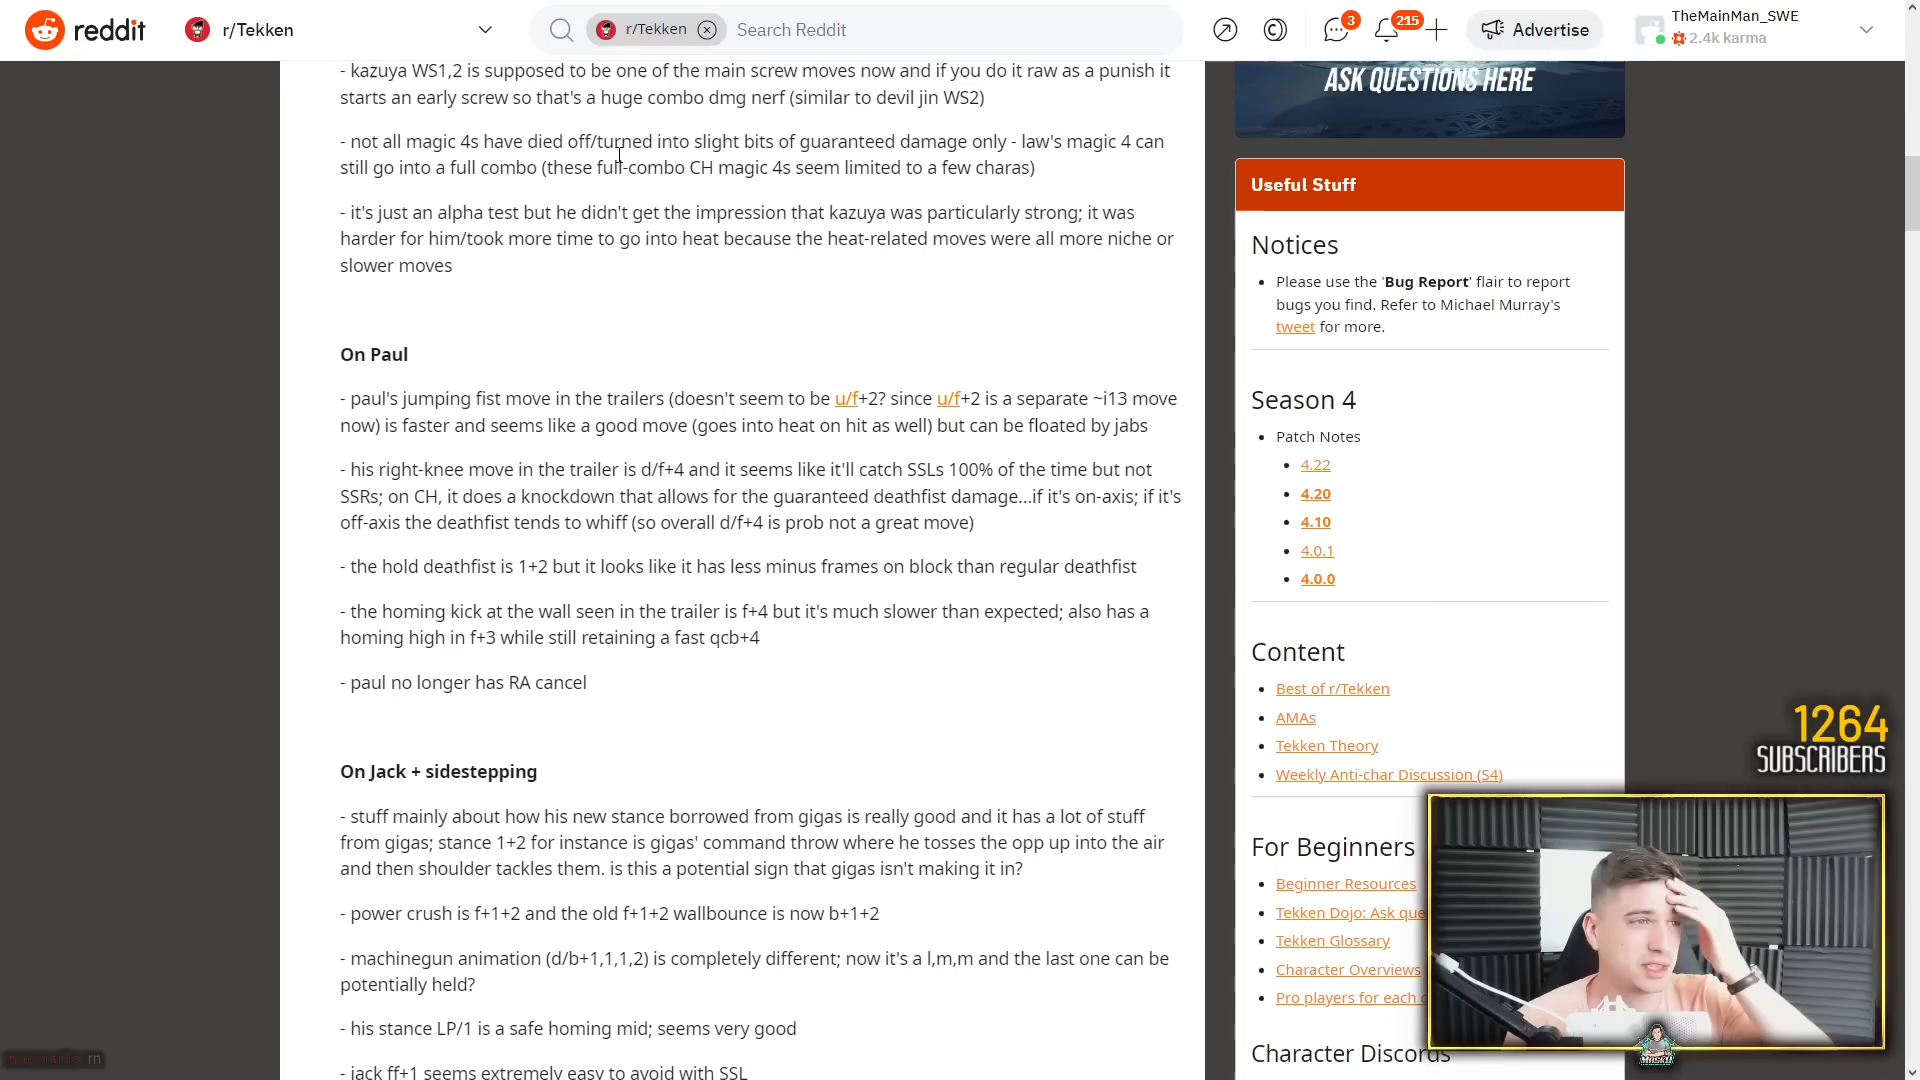 reddit
r/Tekken
r/Tekken
Search Reddit
3
215
Advertise
TheMainMan_SWE
2.4k karma
- kazuya WS1,2 is supposed to be one of the main screw moves now and if you do it raw as a punish it
starts an early screw so that's a huge combo dmg nerf (similar to devil jin WS2)
- not all magic 4s have died off/turned into slight bits of guaranteed damage only - law's magic 4 can
still go into a full combo (these full-combo CH magic 4s seem limited to a few charas)
- it's just an alpha test but he didn't get the impression that kazuya was particularly strong; it was
harder for him/took more time to go into heat because the heat-related moves were all more niche or
slower moves
On Paul
- paul's jumping fist move in the trailers (doesn't seem to be u/f+2? since u/f+2 is a separate ~i13 move
now) is faster and seems like a good move (goes into heat on hit as well) but can be floated by jabs
- his right-knee move in the trailer is d/f+4 and it seems like it'll catch SSLs 100% of the time but not
SSRs; on CH, it does a knockdown that allows for the guaranteed deathfist damage...if it's on-axis; if it's
off-axis the deathfist tends to whiff (so overall d/f+4 is prob not a great move)
- the hold deathfist is 1+2 but it looks like it has less minus frames on block than regular deathfist
- the homing kick at the wall seen in the trailer is f+4 but it's much slower than expected; also has a
homing high in f+3 while still retaining a fast qcb+4
- paul no longer has RA cancel
On Jack + sidestepping
- stuff mainly about how his new stance borrowed from gigas is really good and it has a lot of stuff
from gigas; stance 1+2 for instance is gigas' command throw where he tosses the opp up into the air
and then shoulder tackles them. is this a potential sign that gigas isn't making it in?
- power crush is f+1+2 and the old f+1+2 wallbounce is now b+1+2
- machinegun animation (d/b+1,1,1,2) is completely different; now it's a l,m,m and the last one can be
potentially held?
- his stance LP/1 is a safe homing mid; seems very good
- jack ff+1 seems extremely easy to avoid with SSL
rn
ASK QUESTIONS HERE
Useful Stuff
Notices
Please use the 'Bug Report' flair to report
bugs you find. Refer to Michael Murray's
tweet for more.
Season 4
Patch Notes
4.22
4.20
4.10
4.0.1
4.0.0
Content
Best of r/Tekken
AMAs
Tekken Theory
Weekly Anti-char Discussion (S4)
For Beginners
Beginner Resources
Tekken Dojo: Ask que
Tekken Glossary
Character Overviews
Pro players for each
Character Discords
1264
SUBSCRIBERS